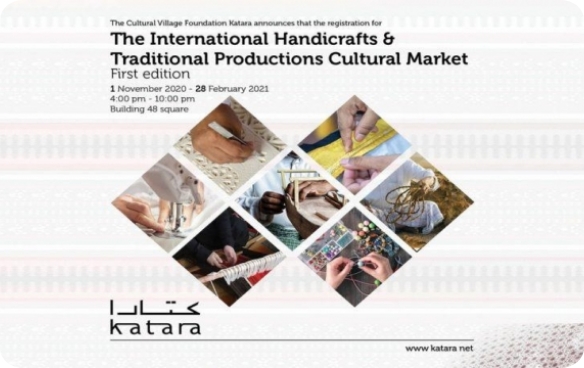 The Cultural Village Foundation Katara announces that the registration for
The International Handicrafts &
Traditional Productions Cultural Market
First edition
1 November 2020 - 28 February 2021
4:00 pm - 10:00 pm
Building 48 square
كتارا
katara
www.katara.net